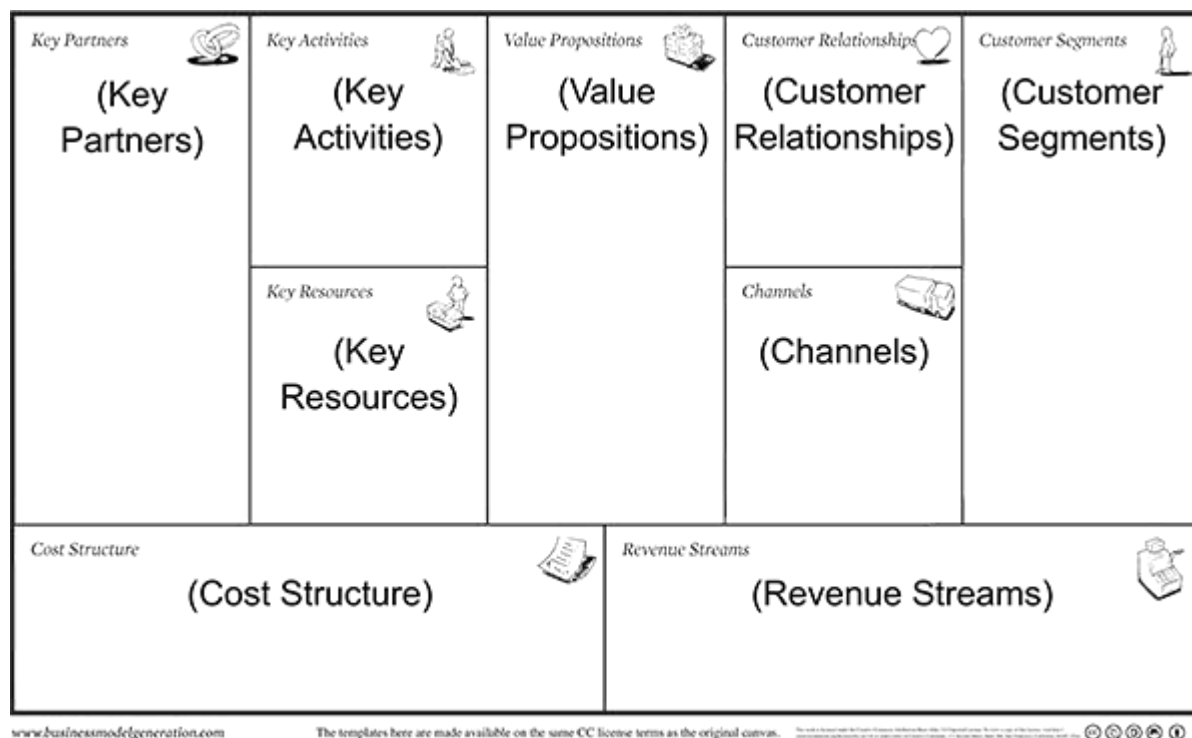 Key Partners
(Key
Partners)
Key Activities
(Key
Activities)
Key Resources
(Key
Resources)
Value Propositions
(Value
Propositions)
Customer Relationships
(Customer
Relationships)
Channels
(Channels)
Customer Segments
(Customer
Segments)
Cost Structure
(Cost Structure)
Revenue Streams
(Revenue Streams)
www.businessmodelgeneration.com
The templates here are made available on the same CC license terms as the original canvas.